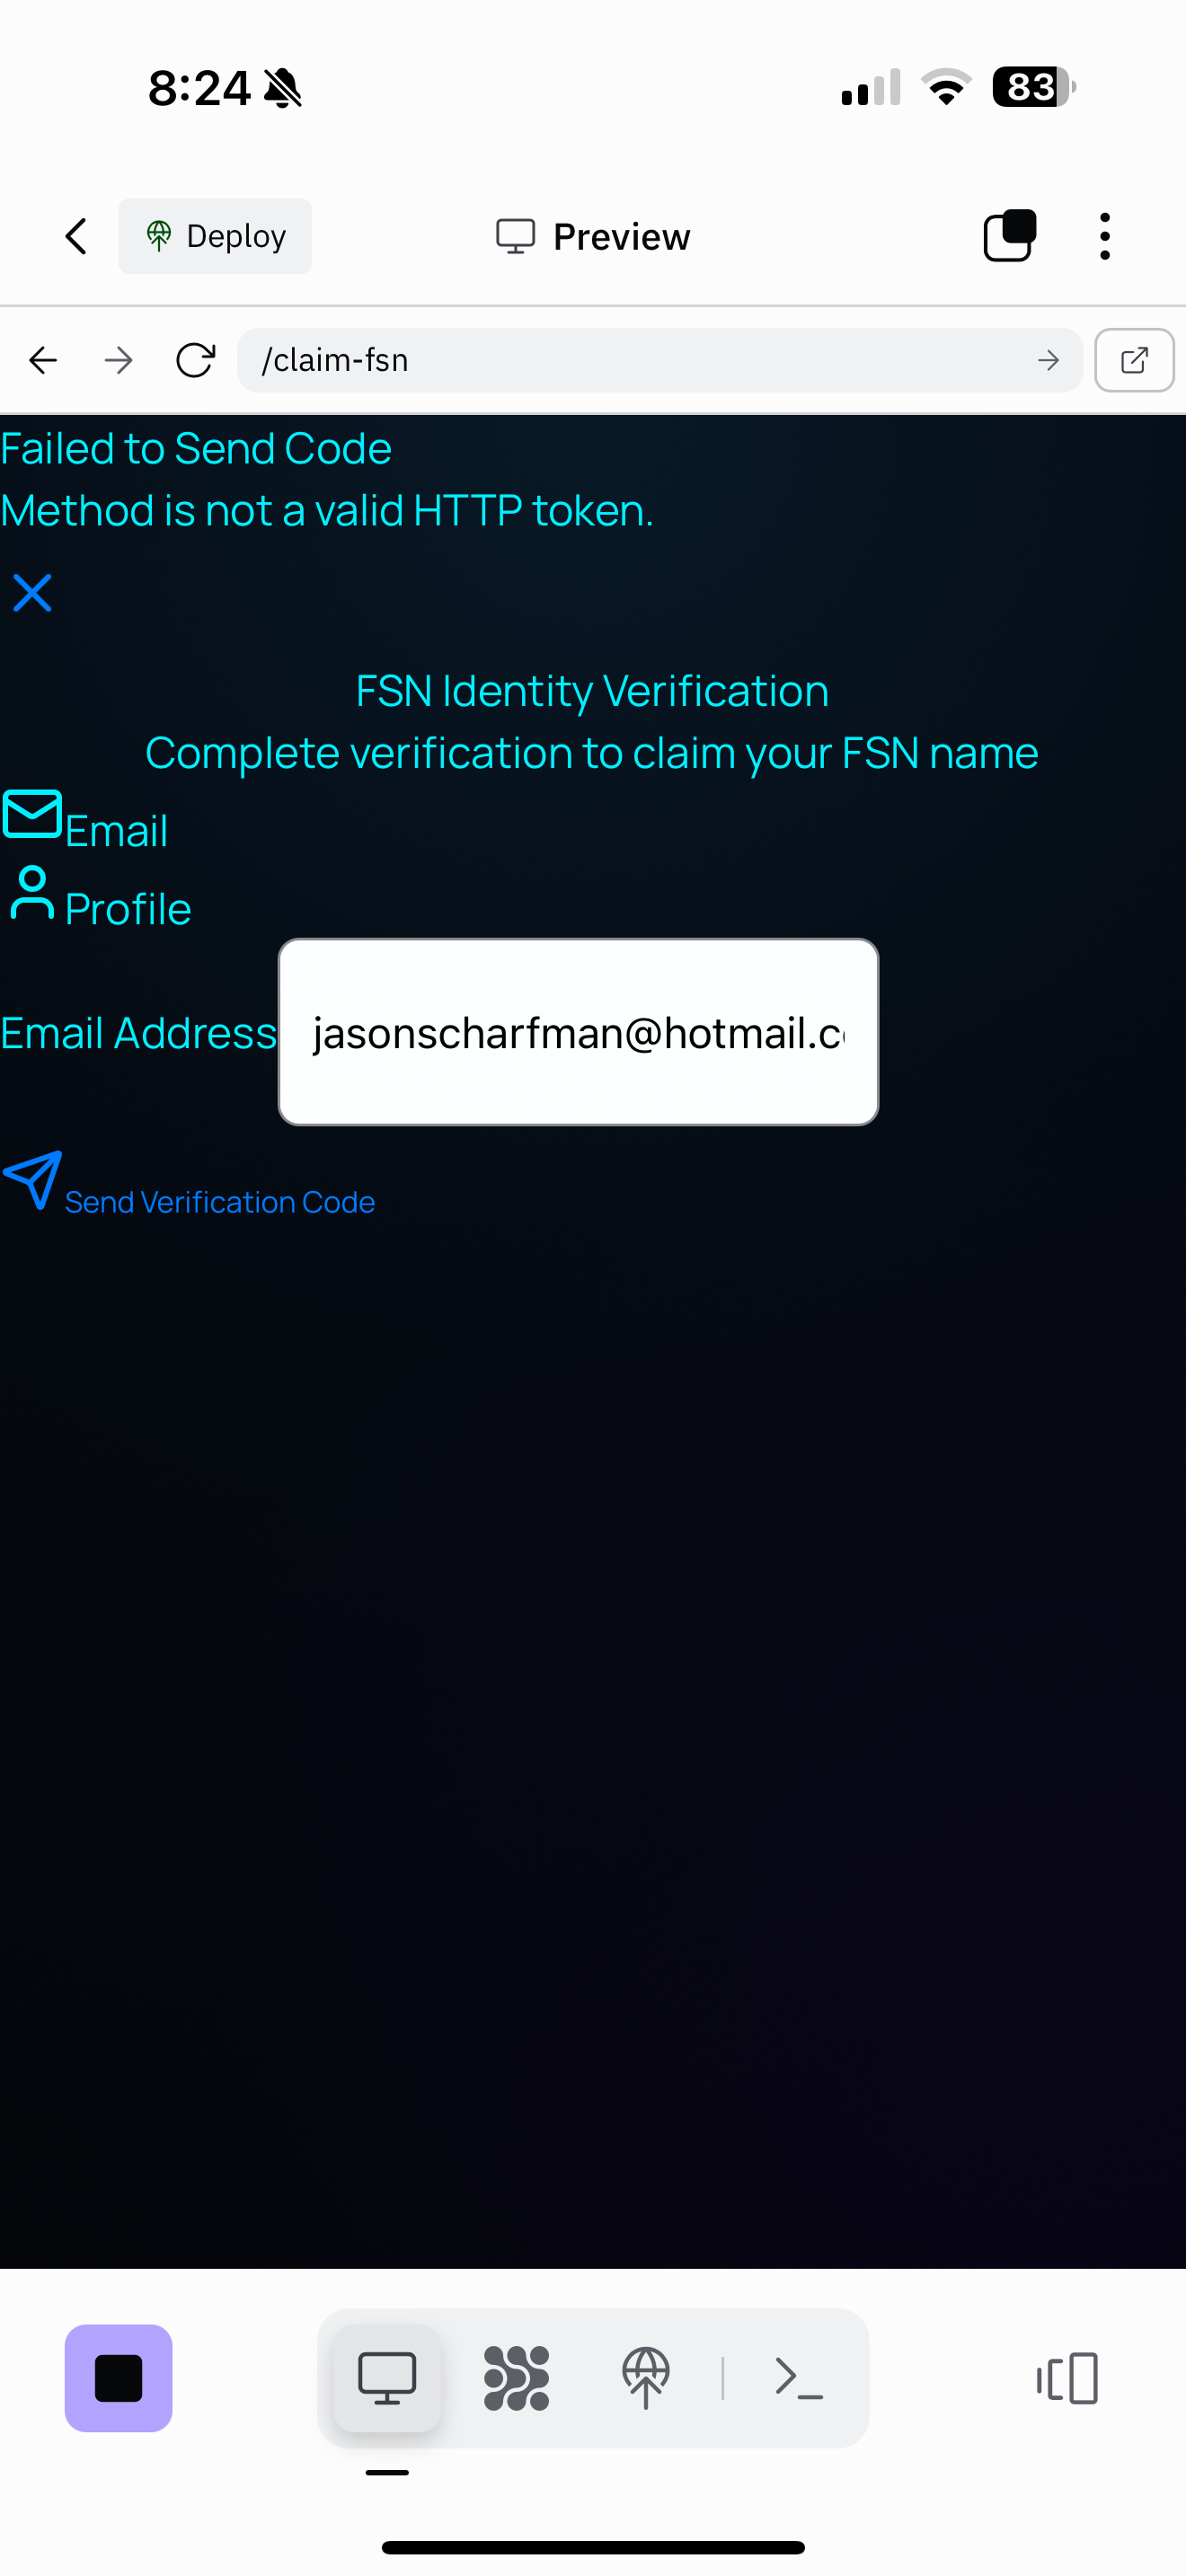 8:24
83
Deploy
Preview
/claim-fsn
Failed to Send Code
Method is not a valid HTTP token.
FSN Identity Verification
Complete verification to claim your FSN name
Email
Profile
Email Address
jasonscharfman@hotmail.c
Send Verification Code